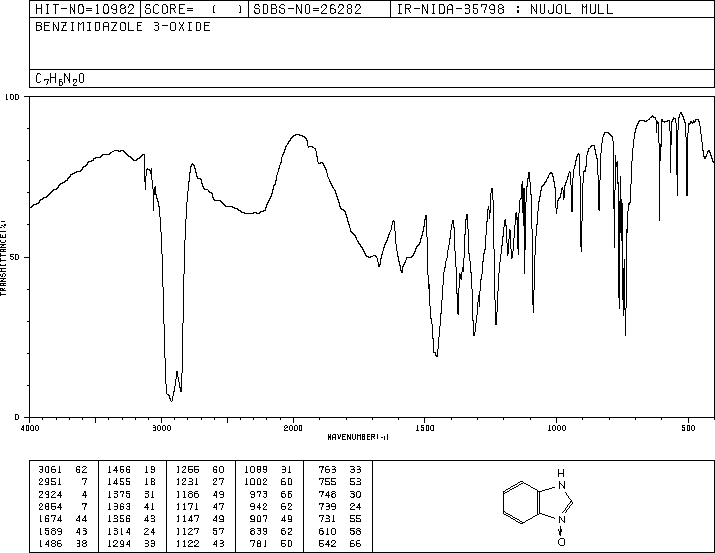 HIT-NO=10982 SCORE= ( ) SDBS-NO=26282 IR-NIDA-35798 : NUJOL MULL
BENZIMIDAZOLE 3-OXIDE
C7H6N2O
100
TRANSMITTANCE(%)
50
0
4000 3000 2000 1500 1000 500
WAVENUMBER(-1)
3061 62 1466 19 1255 60 1089 31 763 33
2951 7 1455 18 1231 27 1002 60 755 53
2924 4 1375 31 1186 49 973 66 748 30
2854 7 1363 41 1171 47 942 62 739 24
1674 44 1356 43 1147 49 907 49 731 55
1589 43 1314 24 1127 57 839 62 610 58
1486 38 1294 33 1122 43 781 50 542 66
H
N
N
O